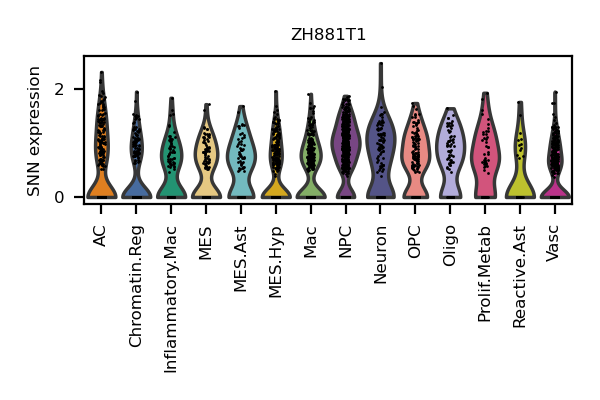 ZH881T1
SNN expression
2
0
AC
Chromatin.Reg
Inflammatory.Mac
MES
MES.Ast
MES.Hyp
Mac
NPC
Neuron
OPC
Oligo
Prolif.Metab
Reactive.Ast
Vasc